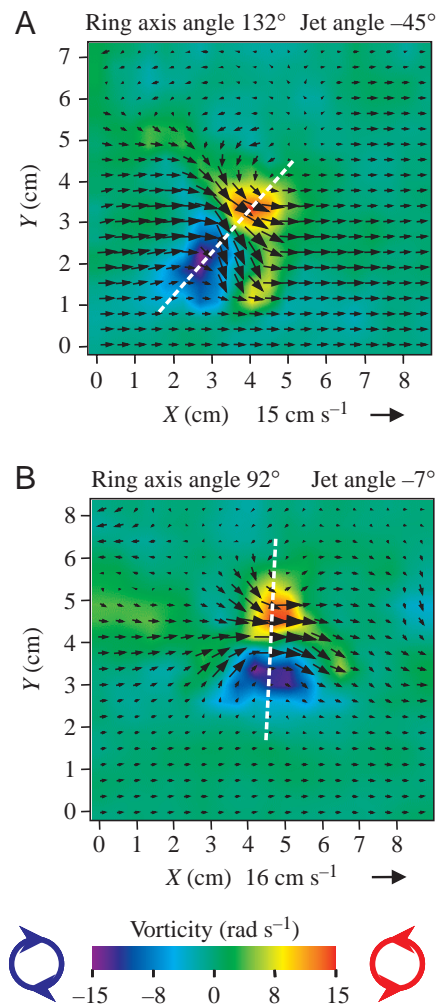 A
Ring axis angle 132° Jet angle –45°
7
6
5
4
3
2
1
0
Y (cm)
0 1 2 3 4 5 6 7 8
X (cm) 15 cm s–1
B
Ring axis angle 92° Jet angle –7°
8
7
6
5
4
3
2
1
0
Y (cm)
0 1 2 3 4 5 6 7 8
X (cm) 16 cm s–1
Vorticity (rad s–1)
–15 –8 0 8 15